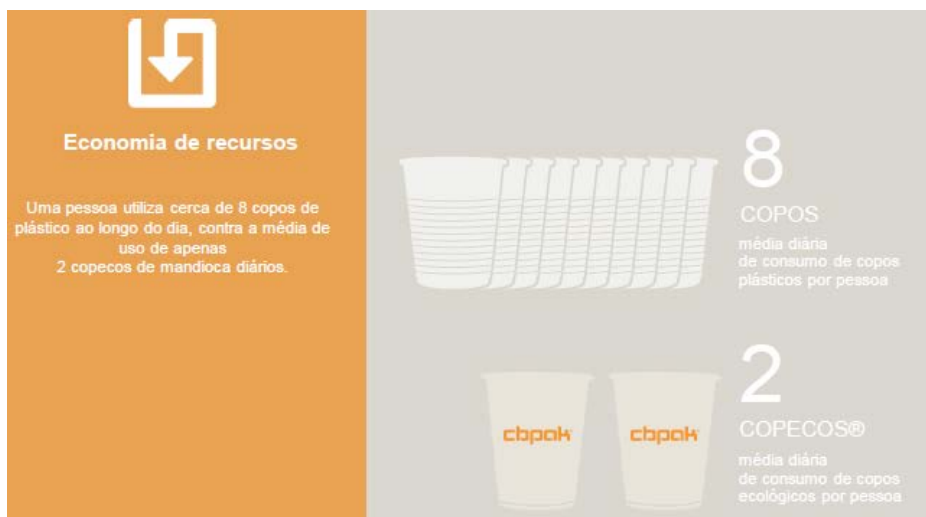 Economia de recursos
Uma pessoa utiliza cerca de 8 copos de
plástico ao longo do dia, contra a média de
uso de apenas
2 copecos de mandioca diários.
8
COPOS
média diária
de consumo de copos
plásticos por pessoa
cbpak
cbpak
2
COPECOS®
média diária
de consumo de copos
ecológicos por pessoa